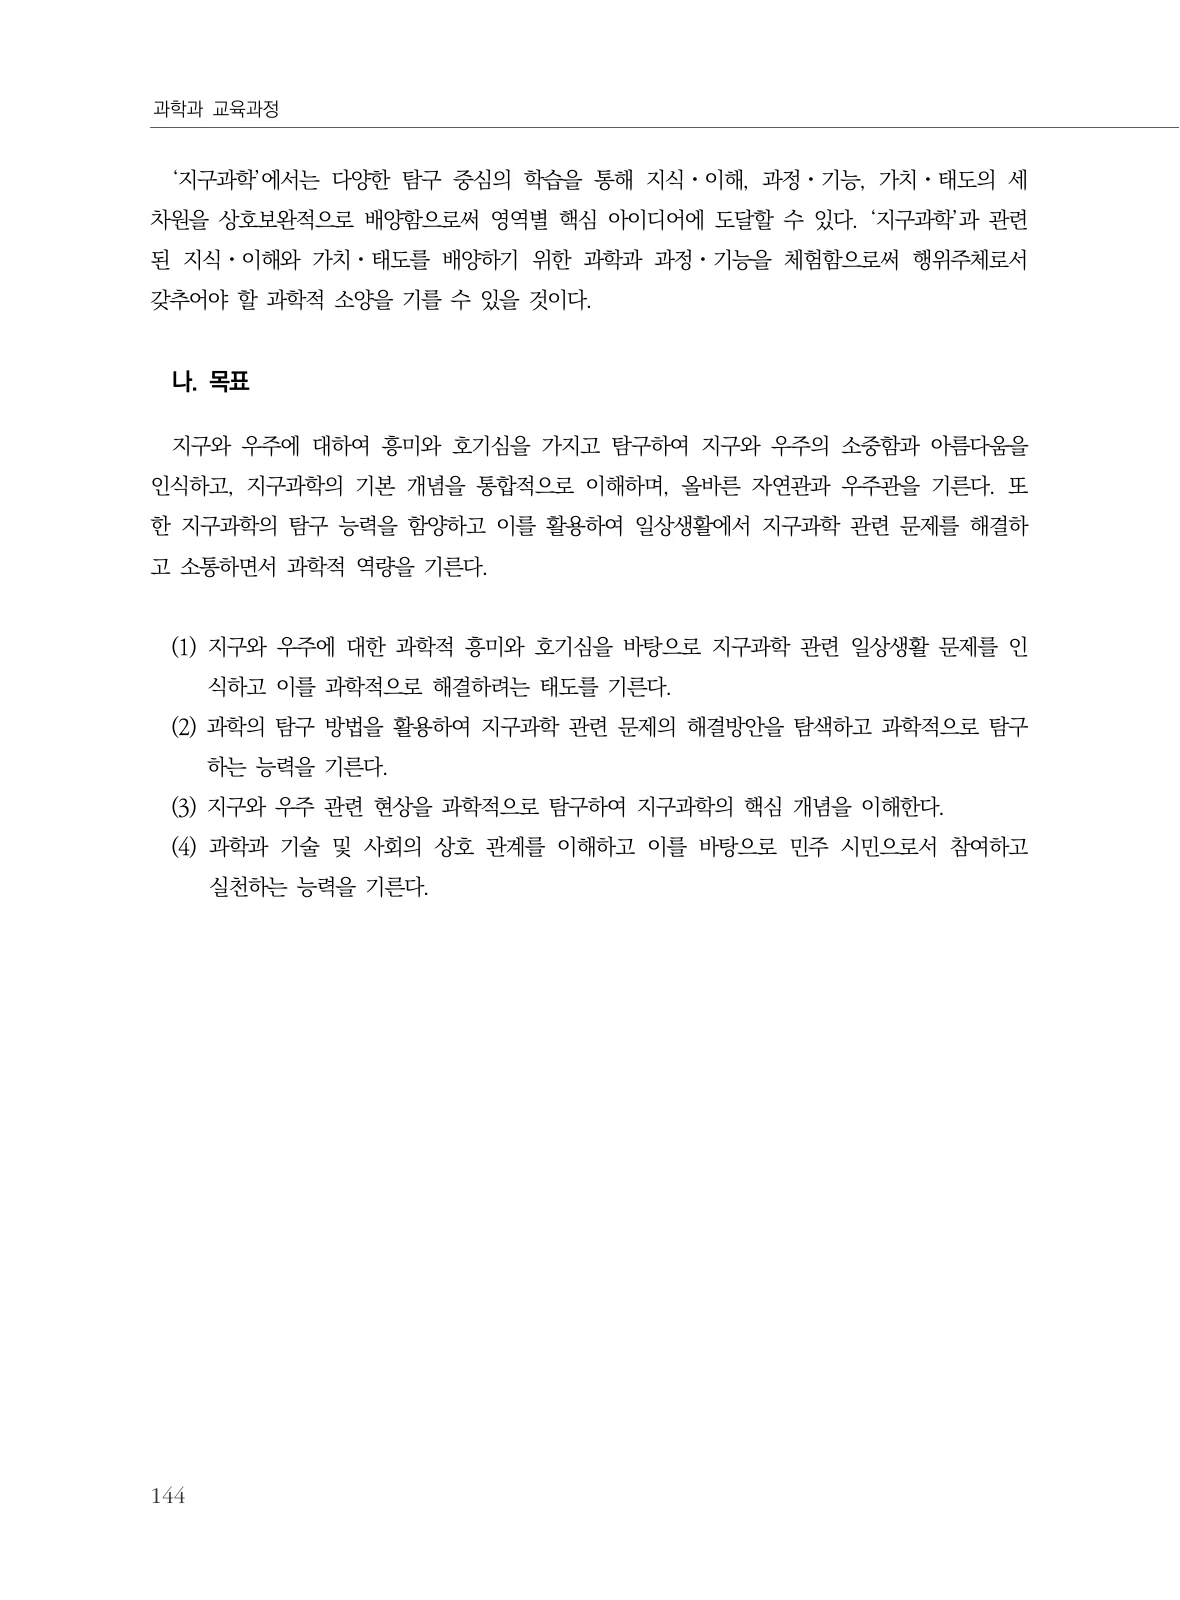 과학과 교육과정
‘지구과학’에서는 다양한 탐구 중심의 학습을 통해 지식·이해, 과정·기능, 가치·태도의 세
차원을 상호보완적으로 배양함으로써 영역별 핵심 아이디어에 도달할 수 있다. ‘지구과학’과 관련
된 지식·이해와 가치·태도를 배양하기 위한 과학과 과정·기능을 체험함으로써 행위주체로서
갖추어야 할 과학적 소양을 기를 수 있을 것이다.
나. 목표
지구와 우주에 대하여 흥미와 호기심을 가지고 탐구하여 지구와 우주의 소중함과 아름다움을
인식하고, 지구과학의 기본 개념을 통합적으로 이해하며, 올바른 자연관과 우주관을 기른다. 또
한 지구과학의 탐구 능력을 함양하고 이를 활용하여 일상생활에서 지구과학 관련 문제를 해결하
고 소통하면서 과학적 역량을 기른다.
(1) 지구와 우주에 대한 과학적 흥미와 호기심을 바탕으로 지구과학 관련 일상생활 문제를 인
식하고 이를 과학적으로 해결하려는 태도를 기른다.
(2) 과학의 탐구 방법을 활용하여 지구과학 관련 문제의 해결방안을 탐색하고 과학적으로 탐구
하는 능력을 기른다.
(3) 지구와 우주 관련 현상을 과학적으로 탐구하여 지구과학의 핵심 개념을 이해한다.
(4) 과학과 기술 및 사회의 상호 관계를 이해하고 이를 바탕으로 민주 시민으로서 참여하고
실천하는 능력을 기른다.
144